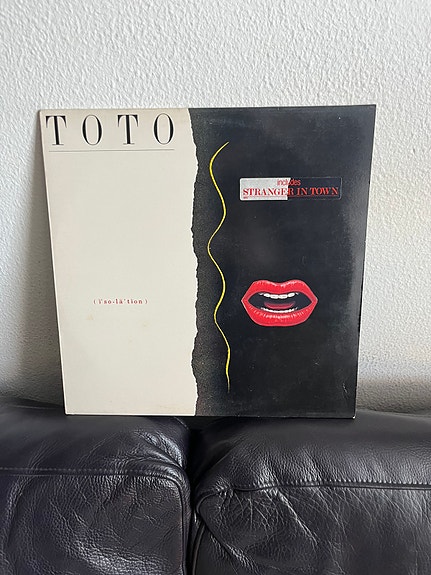 TOTO
includes
STRANGER IN TOWN
( ī'so-lā'tion )